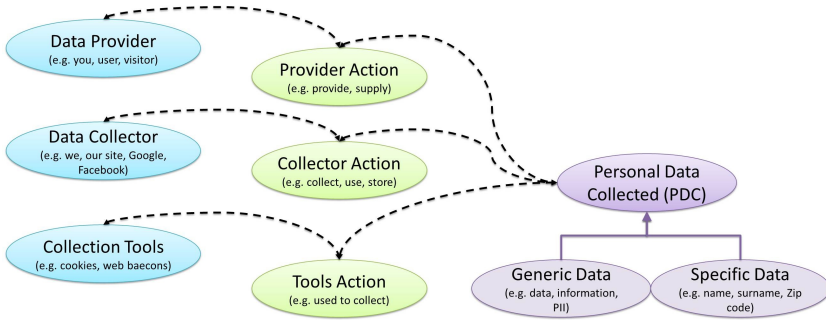 Data Provider
(e.g. you, user, visitor)
Provider Action
(e.g. provide, supply)
Data Collector
(e.g. we, our site, Google,
Facebook)
Collector Action
(e.g. collect, use, store)
Personal Data
Collected (PDC)
Collection Tools
(e.g. cookies, web baecons)
Tools Action
(e.g. used to collect)
Generic Data
(e.g. data, information,
PII)
Specific Data
(e.g. name, surname, Zip
code)